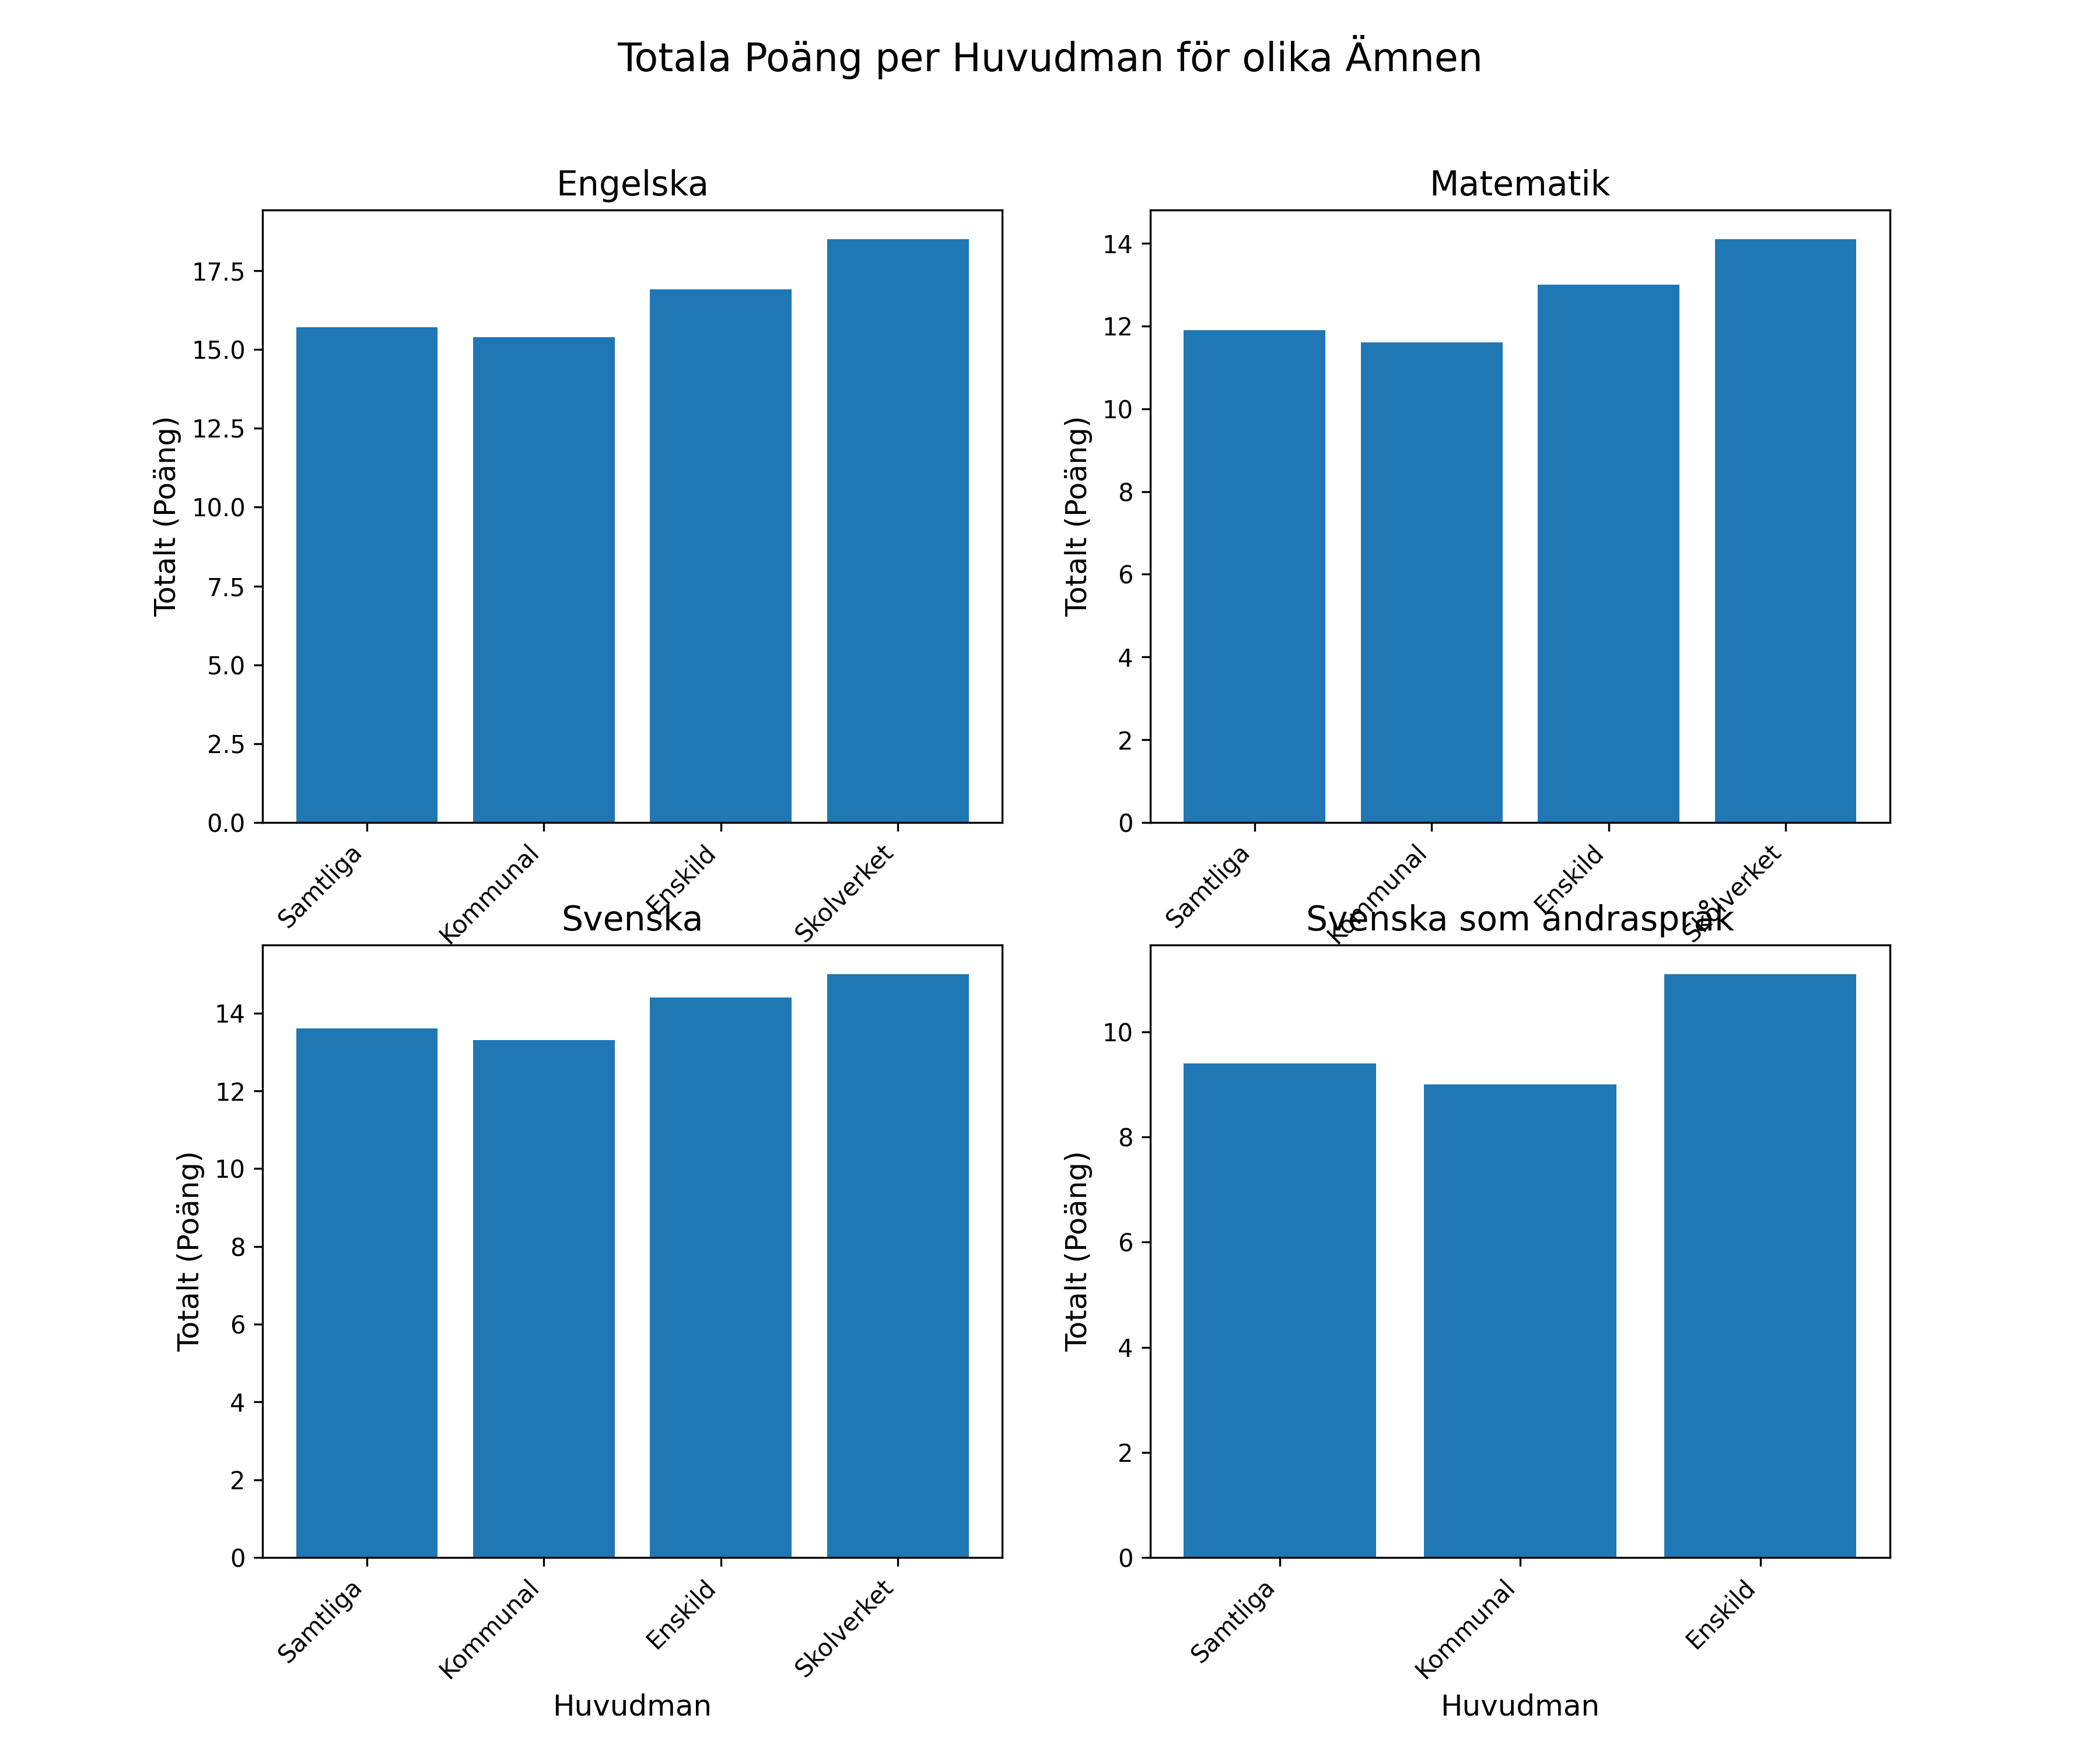 Totala Poäng per Huvudman för olika Ämnen
Engelska
Totalt (Poäng)
17.5
15.0
12.5
10.0
7.5
5.0
2.5
0.0
Samtliga
Kommunal
Enskild
Skolverket
Matematik
Totalt (Poäng)
14
12
10
8
6
4
2
0
Samtliga
Kommunal
Enskild
Skolverket
Svenska
Totalt (Poäng)
14
12
10
8
6
4
2
0
Samtliga
Kommunal
Enskild
Skolverket
Huvudman
Svenska som andraspråk
Totalt (Poäng)
10
8
6
4
2
0
Samtliga
Kommunal
Enskild
Huvudman